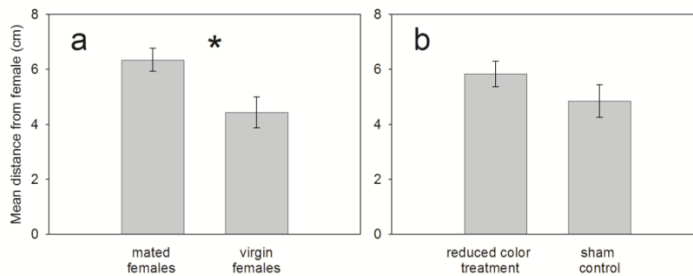 Mean distance from female (cm)
8
6
4
2
0
a
*
mated
females
virgin
females
8
6
4
2
0
b
reduced color
treatment
sham
control